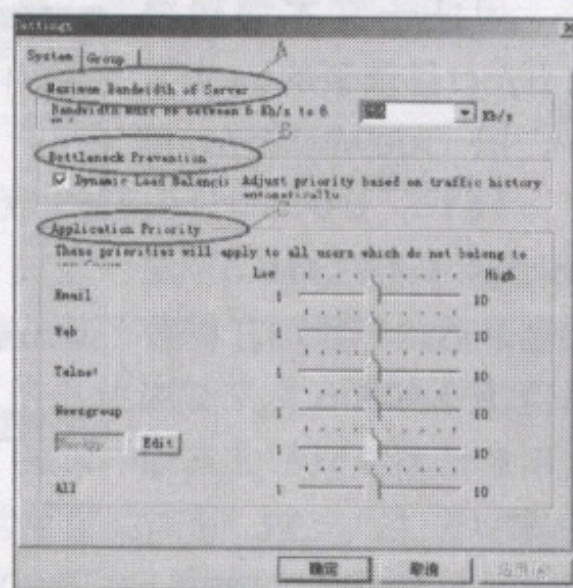 Settings
System Group A
Maximum Bandwidth of Server
Bandwidth must be between 6 Kb/s to 6
Kb/s
B
Bottleneck Prevention
Dynamic Load Balancing Adjust priority based on traffic history
automatically
C
Application Priority
These priorities will apply to all users which do not belong to
Low High
Email 1 10
Web 1 10
Telnet 1 10
Newsgroup 1 10
Edit 1 10
All 1 10
确定 取消 应用(A)